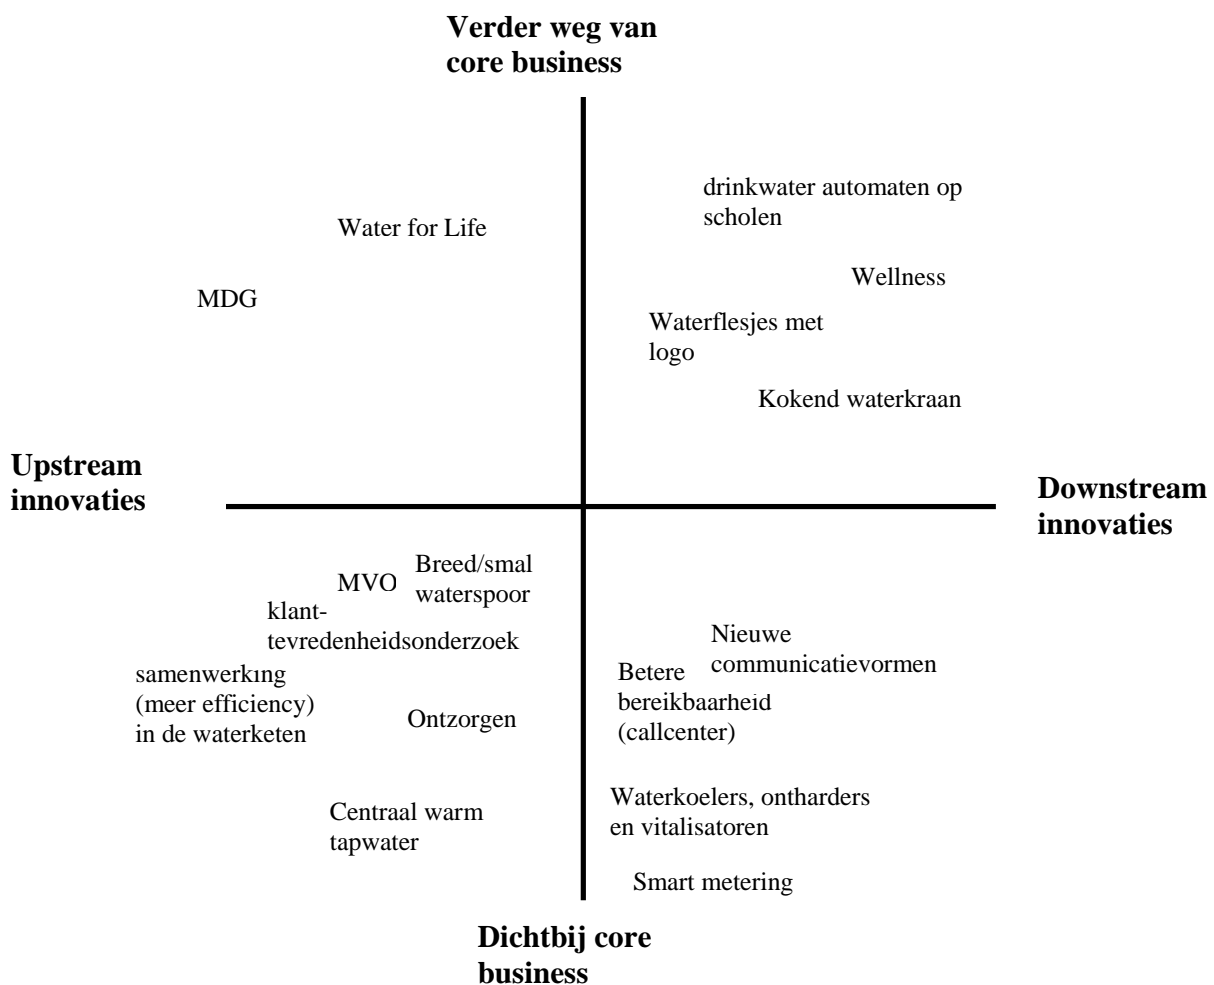 Verder weg van
core business
drinkwater automaten op
scholen
Water for Life
Wellness
MDG
Waterflesjes met
logo
Kokend waterkraan
Upstream
innovaties
Downstream
innovaties
Breed/smal
waterspoor
MVO
klant-
tevredenheidsonderzoek
Nieuwe
communicatievormen
samenwerking
(meer efficiency)
in de waterketen
Betere
bereikbaarheid
(callcenter)
Ontzorgen
Centraal warm
tapwater
Waterkoelers, ontharders
en vitalisatoren
Smart metering
Dichtbij core
business